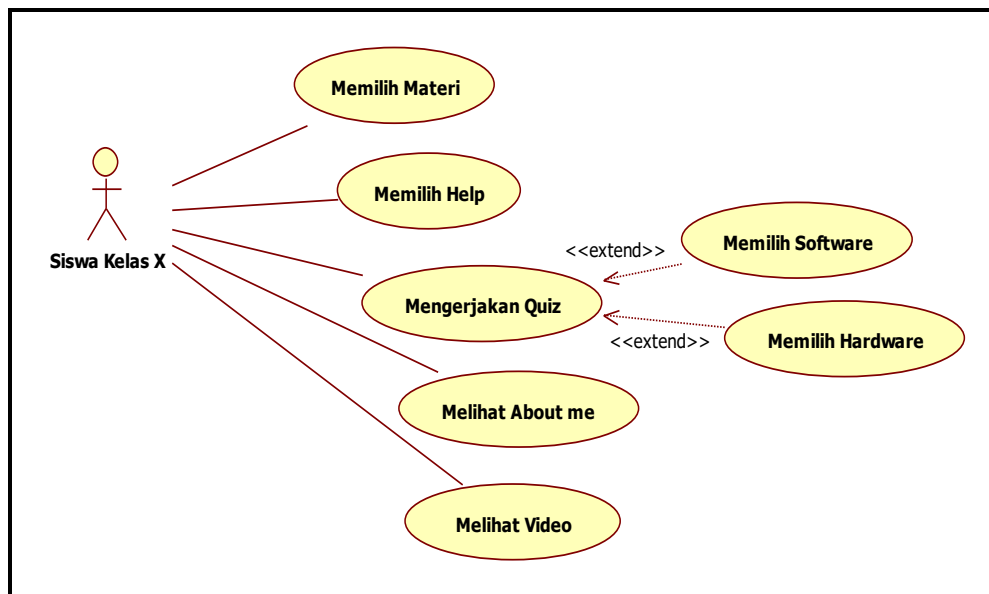 Memilih Materi
Memilih Help
Siswa Kelas X
<<extend>>
Memilih Software
Mengerjakan Quiz
<<extend>>
Memilih Hardware
Melihat About me
Melihat Video